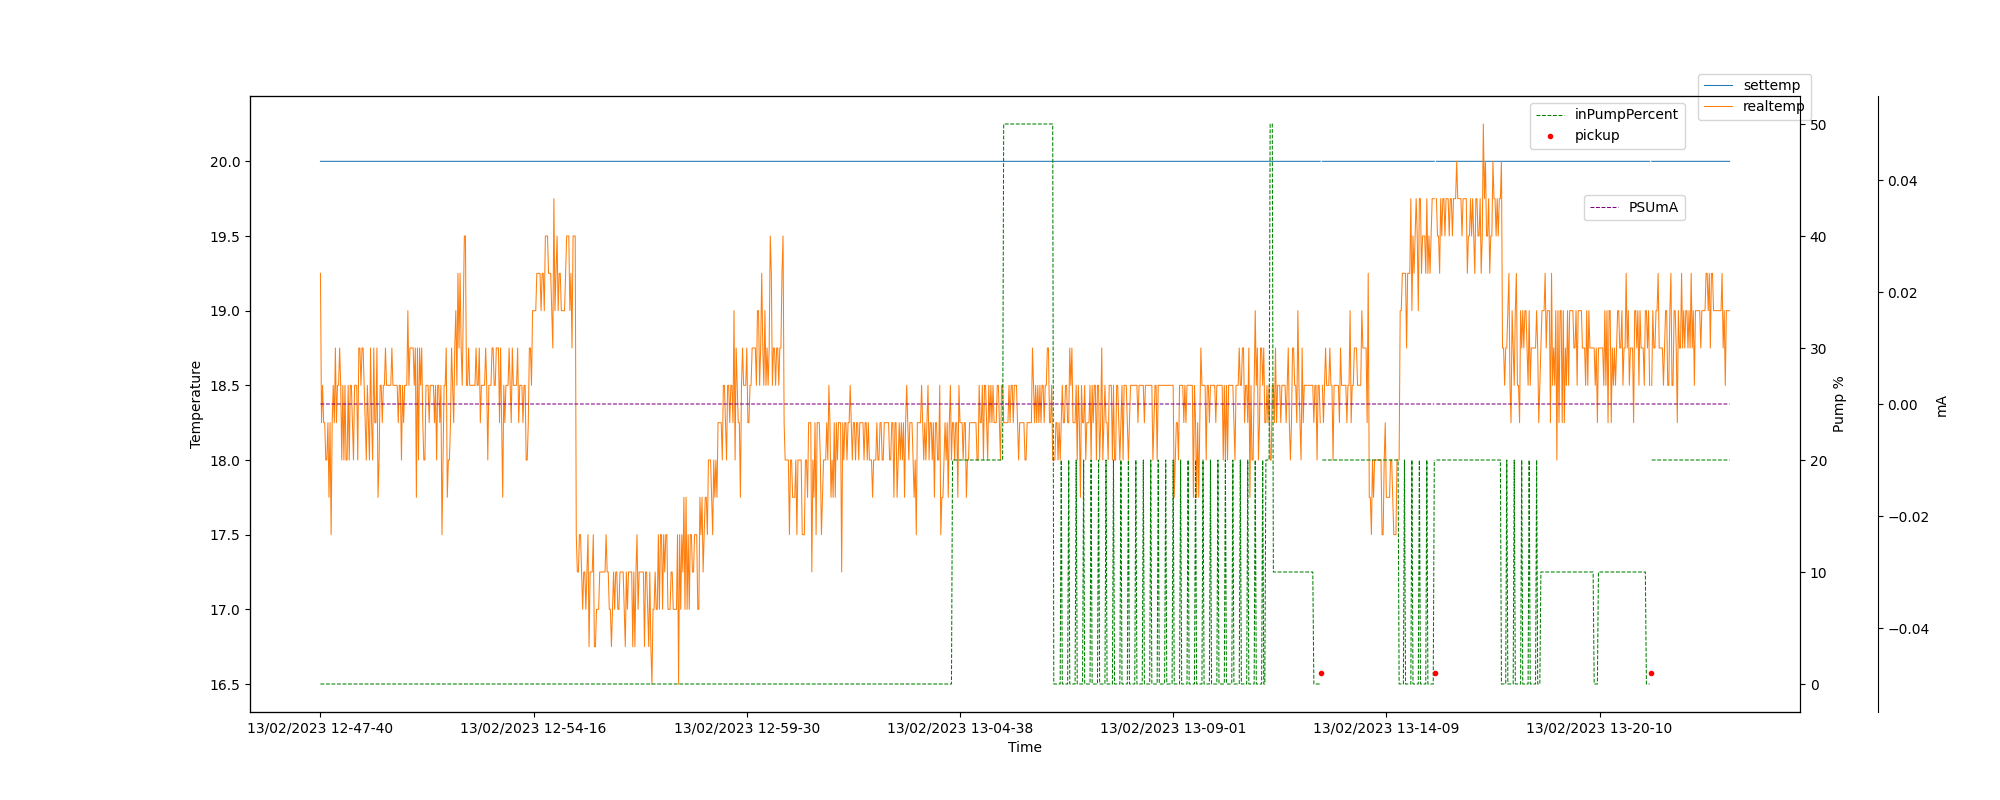 settemp
realtemp
inPumpPercent
pickup
PSUmA
Temperature
20.0
19.5
19.0
18.5
18.0
17.5
17.0
16.5
50
40
30
20
10
0
Pump %
0.04
0.02
0.00
−0.02
−0.04
mA
13/02/2023 12-47-40
13/02/2023 12-54-16
13/02/2023 12-59-30
13/02/2023 13-04-38
13/02/2023 13-09-01
13/02/2023 13-14-09
13/02/2023 13-20-10
Time